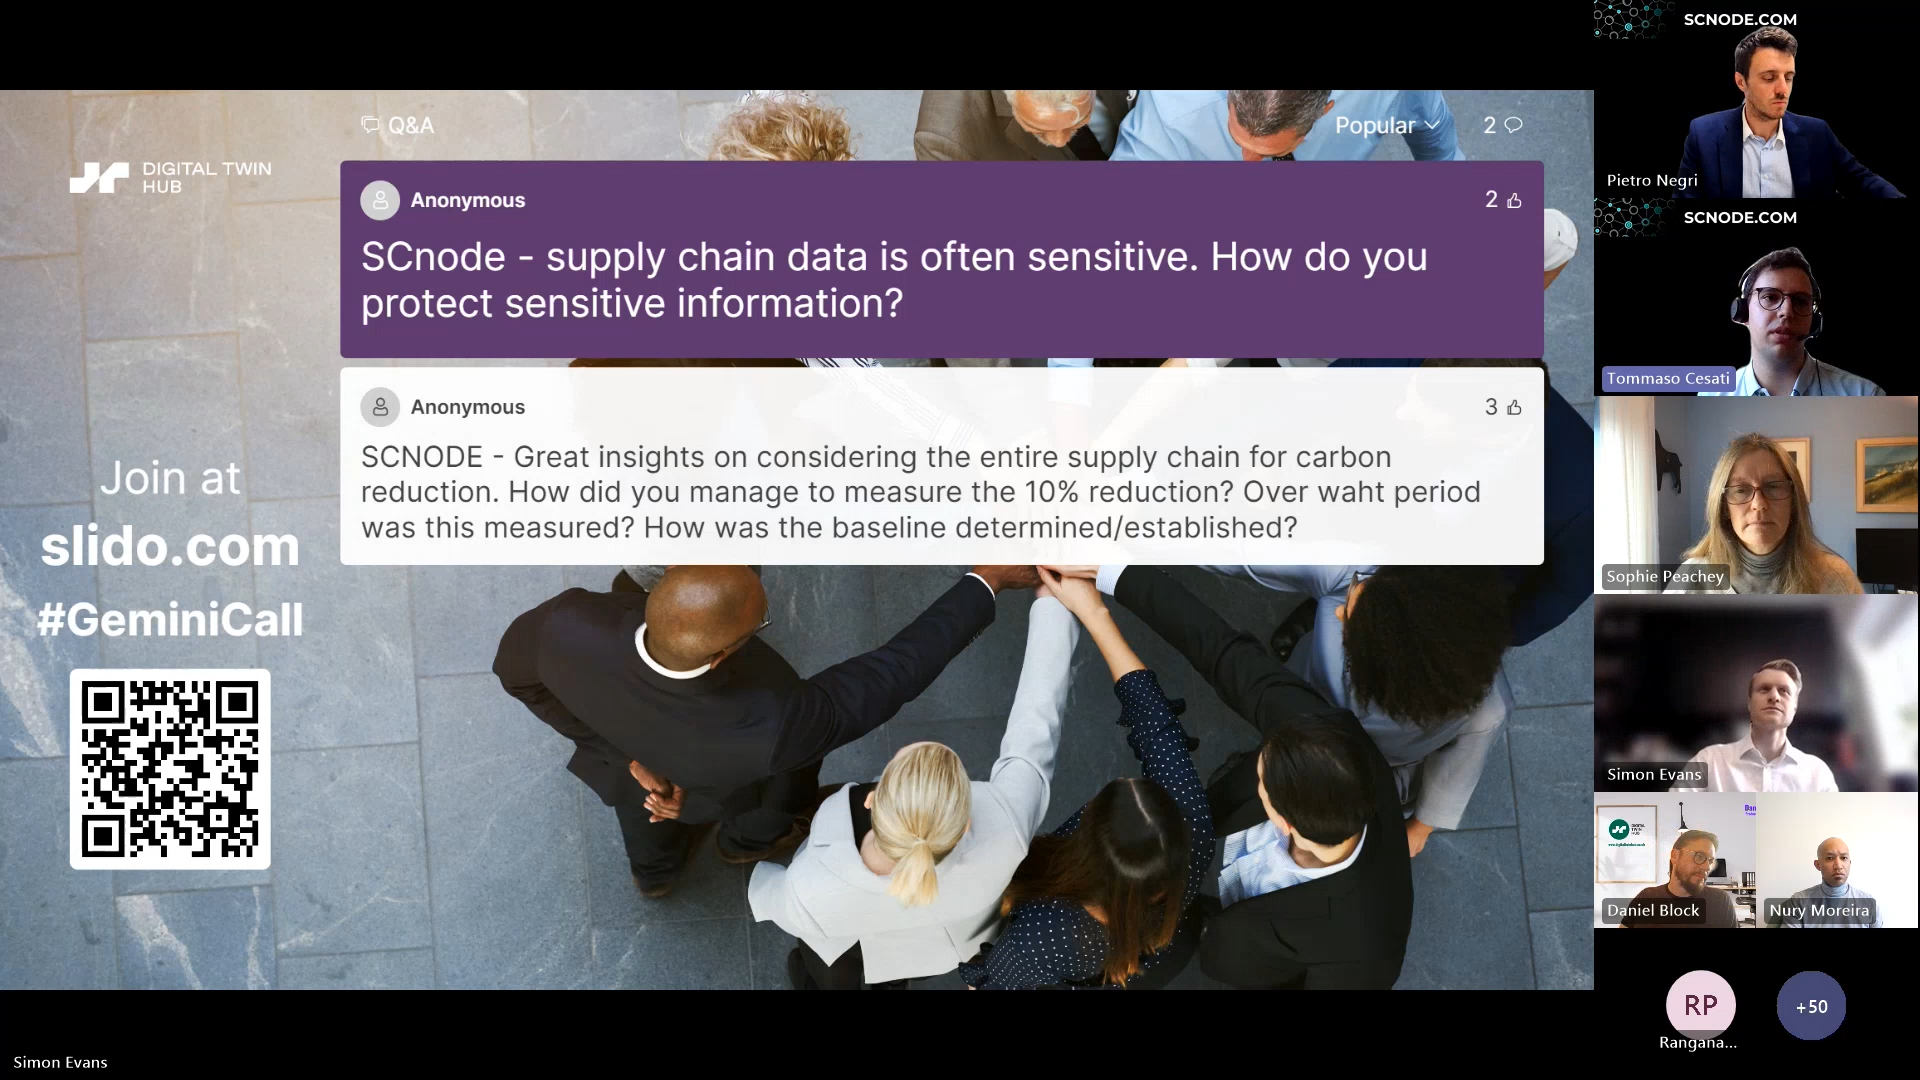 Q&A
Popular
2
DIGITAL TWIN
HUB
Anonymous
2
SCnode - supply chain data is often sensitive. How do you
protect sensitive information?
Anonymous
3
SCNODE - Great insights on considering the entire supply chain for carbon
reduction. How did you manage to measure the 10% reduction? Over waht period
was this measured? How was the baseline determined/established?
Join at
slido.com
#GeminiCall
Simon Evans
SCNODE.COM
Pietro Negri
SCNODE.COM
Tommaso Cesati
Sophie Peachey
Simon Evans
DIGITAL
TWIN
HUB
Daniel Block
Nury Moreira
RP
Rangana...
+50